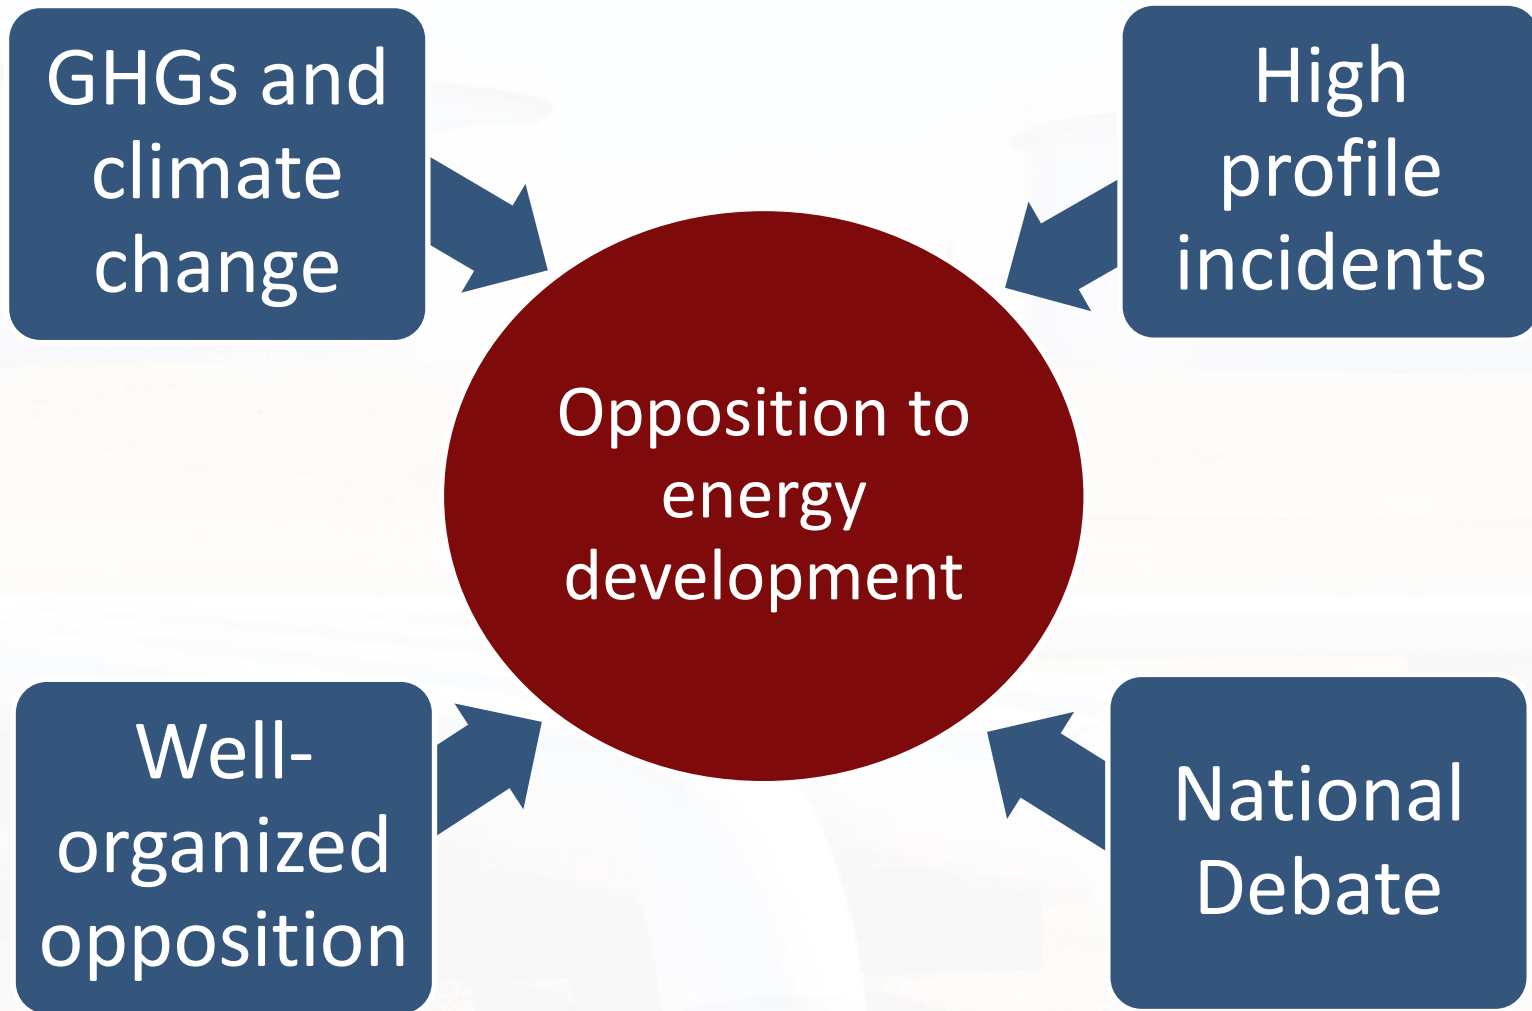 GHGs and
climate
change
High
profile
incidents
Opposition to
energy
development
Well-
organized
opposition
National
Debate